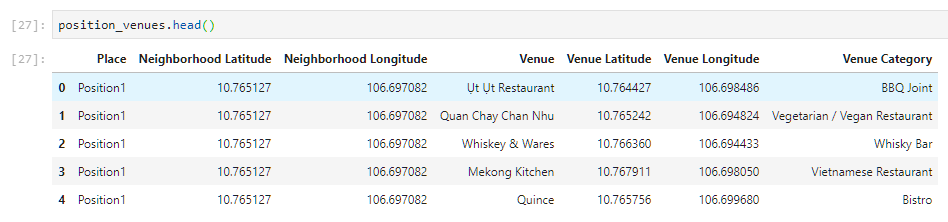 [27]: position_venues.head()
[27]: Place Neighborhood Latitude Neighborhood Longitude Venue Venue Latitude Venue Longitude Venue Category
0 Position1 10.765127 106.697082 Ụt Ụt Restaurant 10.764427 106.698486 BBQ Joint
1 Position1 10.765127 106.697082 Quan Chay Chan Nhu 10.765242 106.694824 Vegetarian / Vegan Restaurant
2 Position1 10.765127 106.697082 Whiskey & Wares 10.766360 106.694433 Whisky Bar
3 Position1 10.765127 106.697082 Mekong Kitchen 10.767911 106.698050 Vietnamese Restaurant
4 Position1 10.765127 106.697082 Quince 10.765756 106.699680 Bistro